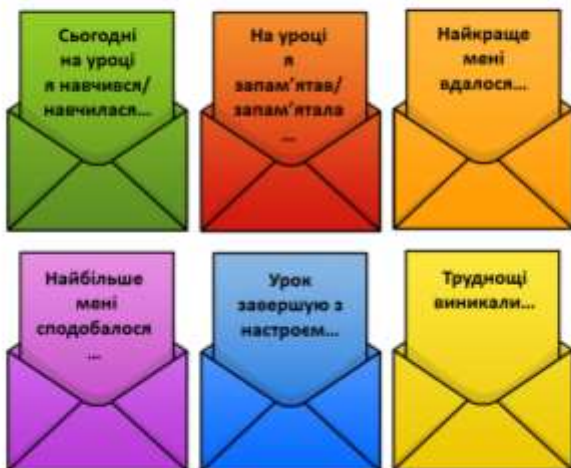 Сьогодні
на уроці
я навчився/
навчилася...
На уроці
я
запам'ятав/
запам'ятала
...
Найкраще
мені
вдалося...
Найбільше
мені
сподобалося
...
Урок
завершую з
настроєм...
Труднощі
виникали...